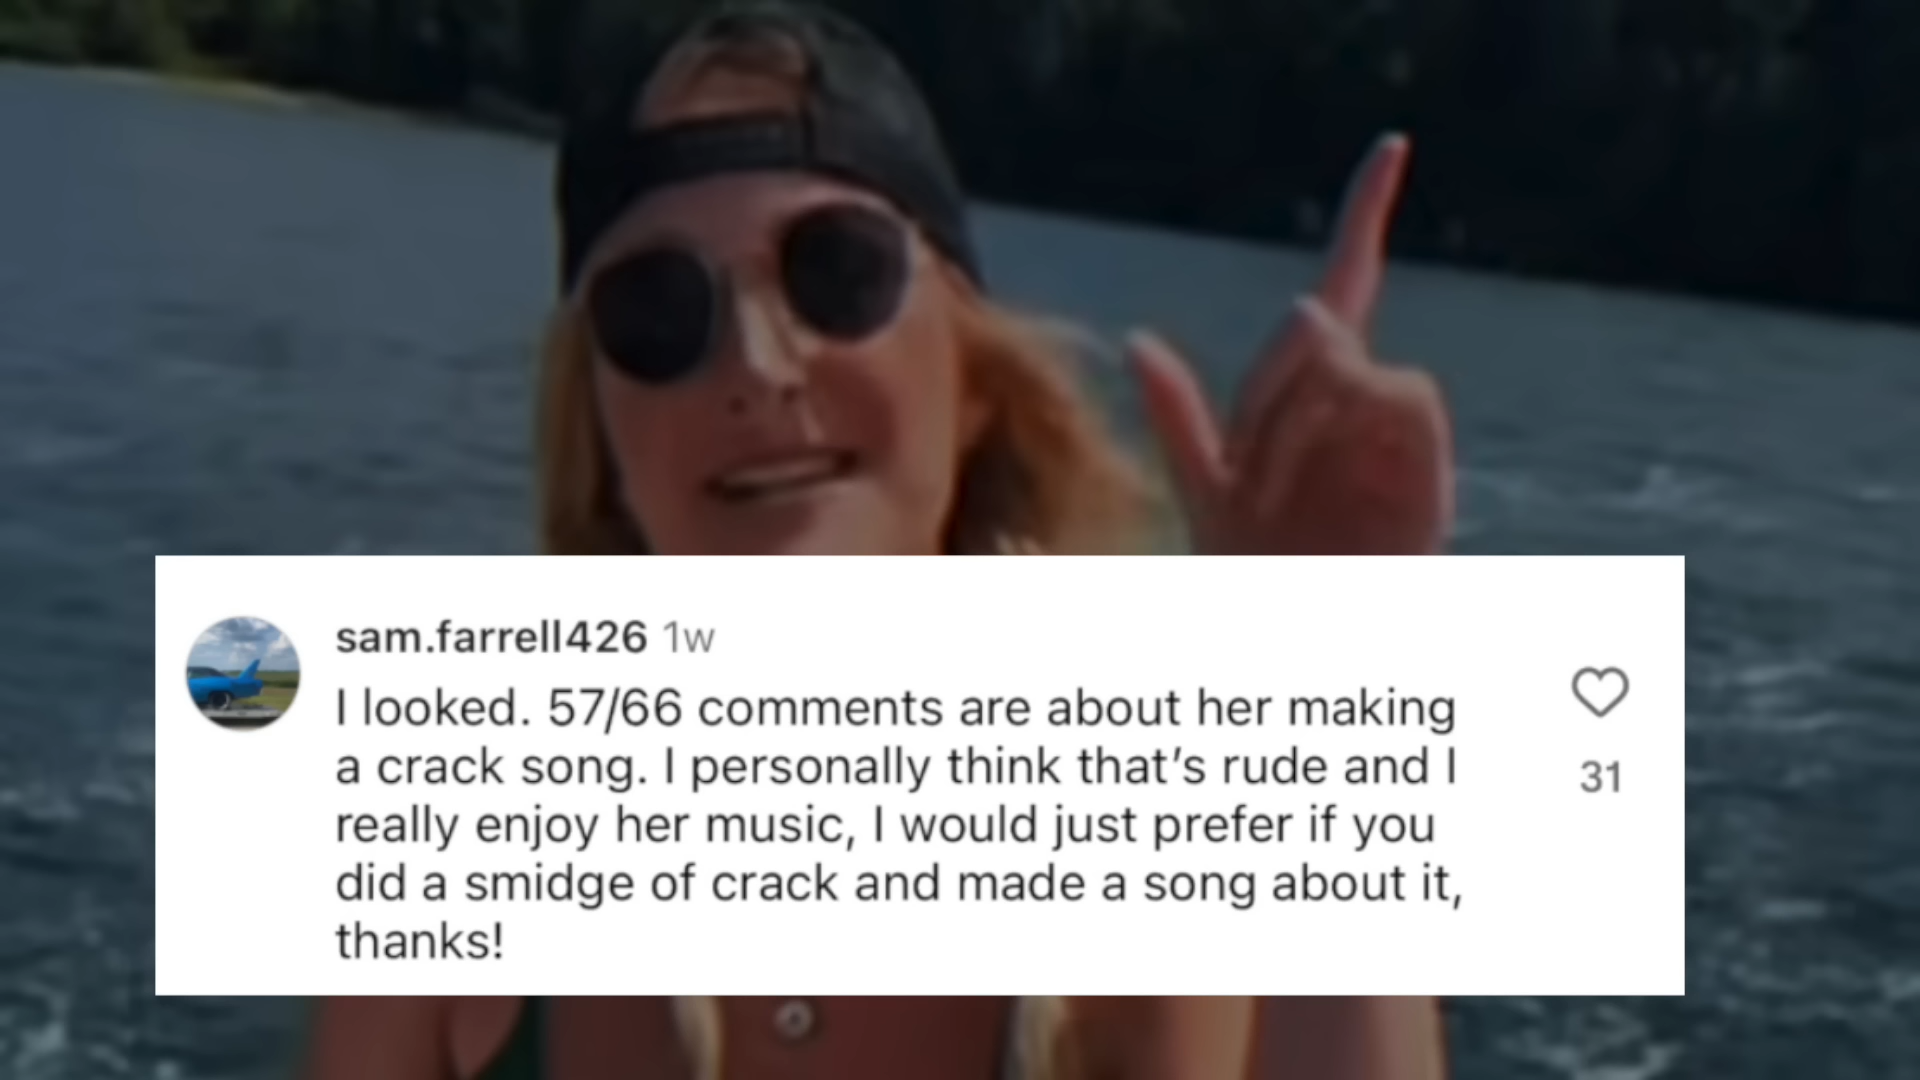 sam.farrell426 1w
I looked. 57/66 comments are about her making
a crack song. I personally think that’s rude and I
really enjoy her music, I would just prefer if you
did a smidge of crack and made a song about it,
thanks!
31